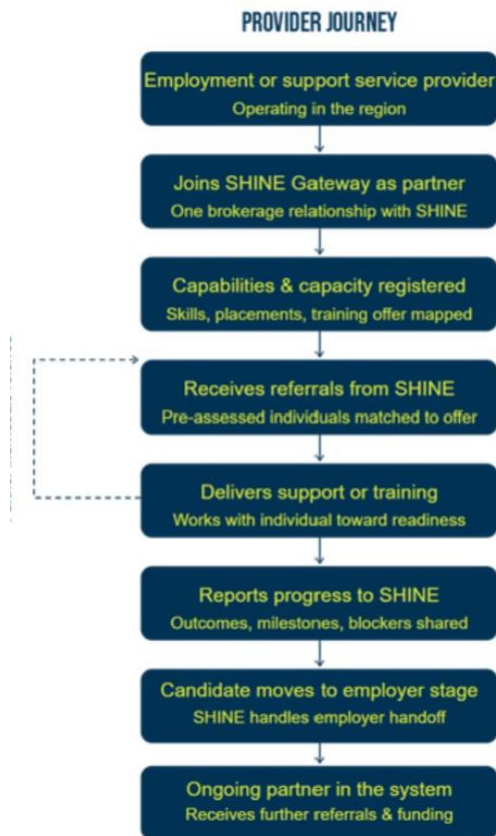 PROVIDER JOURNEY
Employment or support service provider
Operating in the region
Joins SHINE Gateway as partner
One brokerage relationship with SHINE
Capabilities & capacity registered
Skills, placements, training offer mapped
Receives referrals from SHINE
Pre-assessed individuals matched to offer
Delivers support or training
Works with individual toward readiness
Reports progress to SHINE
Outcomes, milestones, blockers shared
Candidate moves to employer stage
SHINE handles employer handoff
Ongoing partner in the system
Receives further referrals & funding